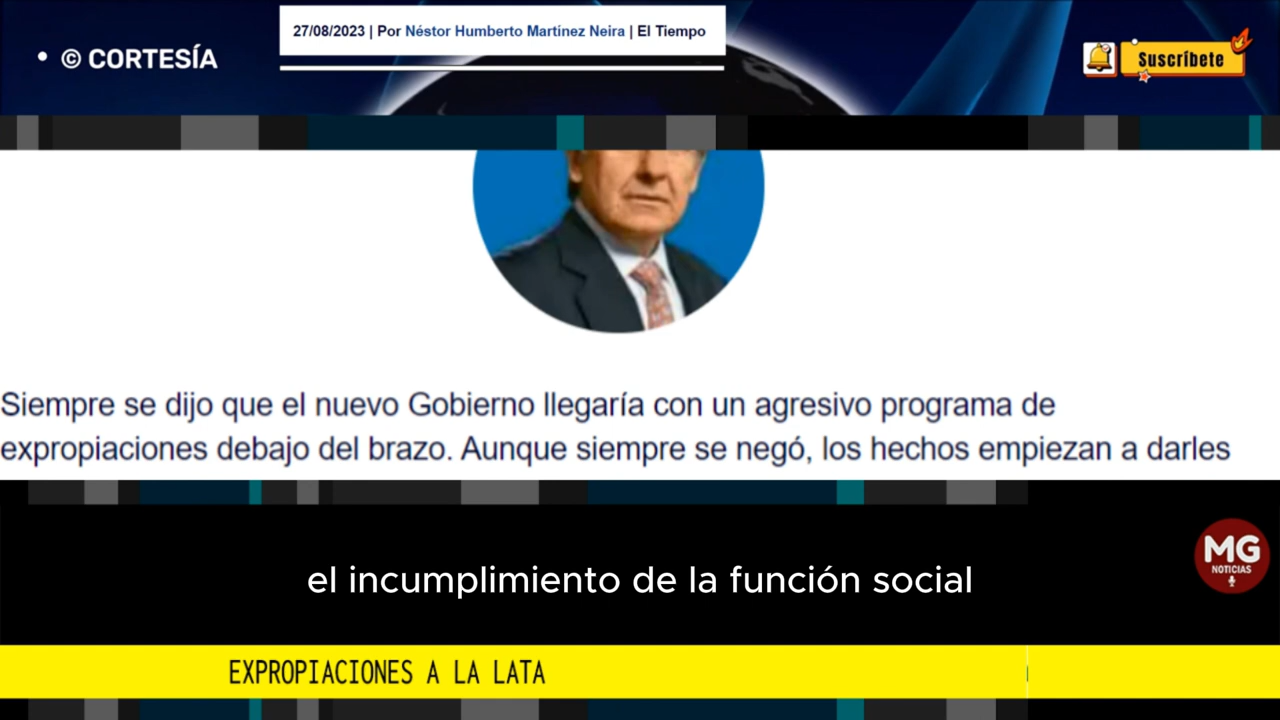 • © CORTESÍA
27/08/2023 | Por Néstor Humberto Martínez Neira | El Tiempo
Suscríbete
Siempre se dijo que el nuevo Gobierno llegaría con un agresivo programa de
expropiaciones debajo del brazo. Aunque siempre se negó, los hechos empiezan a darles
el incumplimiento de la función social
MG
NOTICIAS
EXPROPIACIONES A LA LATA